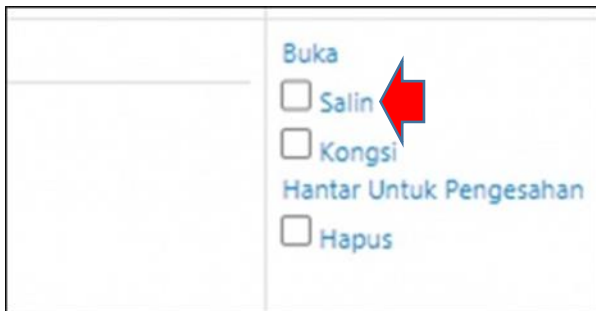 Buka
Salin
Kongsi
Hantar Untuk Pengesahan
Hapus